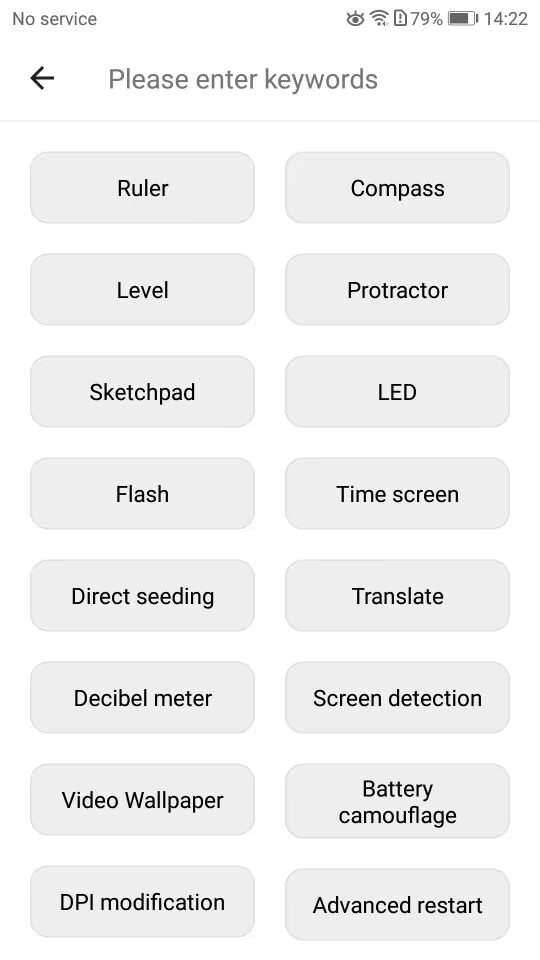 No service 79% 14:22
Please enter keywords
Ruler Compass
Level Protractor
Sketchpad LED
Flash Time screen
Direct seeding Translate
Decibel meter Screen detection
Video Wallpaper Battery
camouflage
DPI modification Advanced restart